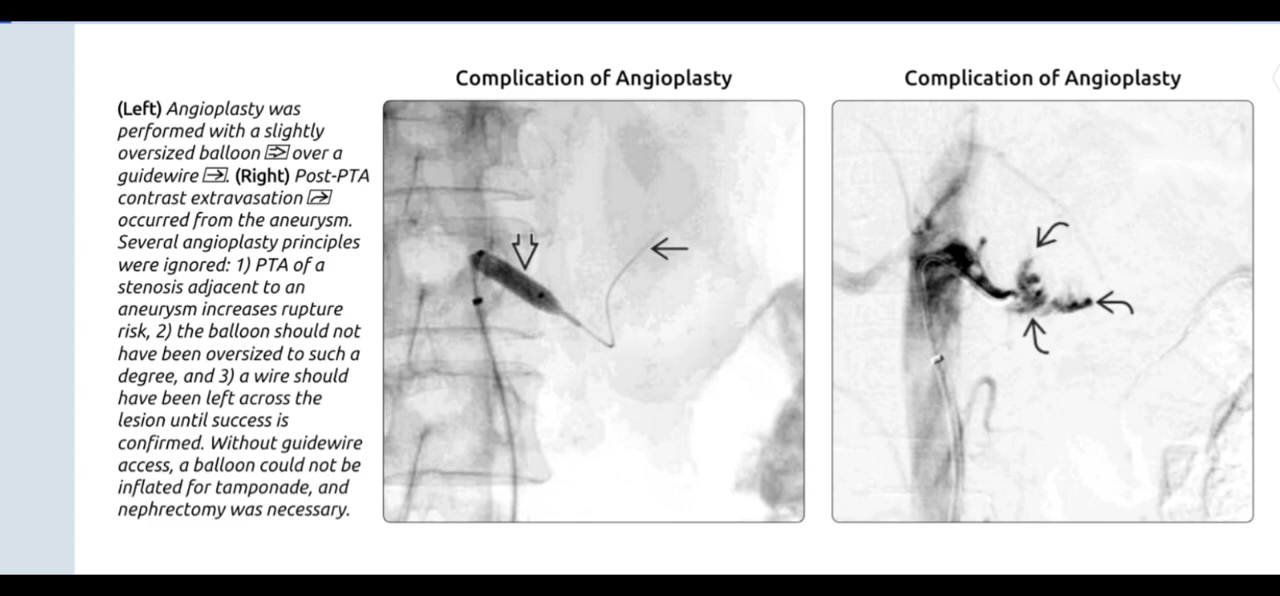 Complication of Angioplasty
Complication of Angioplasty
(Left) Angioplasty was
performed with a slightly
oversized balloon over a
guidewire . (Right) Post-PTA
contrast extravasation
occurred from the aneurysm.
Several angioplasty principles
were ignored: 1) PTA of a
stenosis adjacent to an
aneurysm increases rupture
risk, 2) the balloon should not
have been oversized to such a
degree, and 3) a wire should
have been left across the
lesion until success is
confirmed. Without guidewire
access, a balloon could not be
inflated for tamponade, and
nephrectomy was necessary.